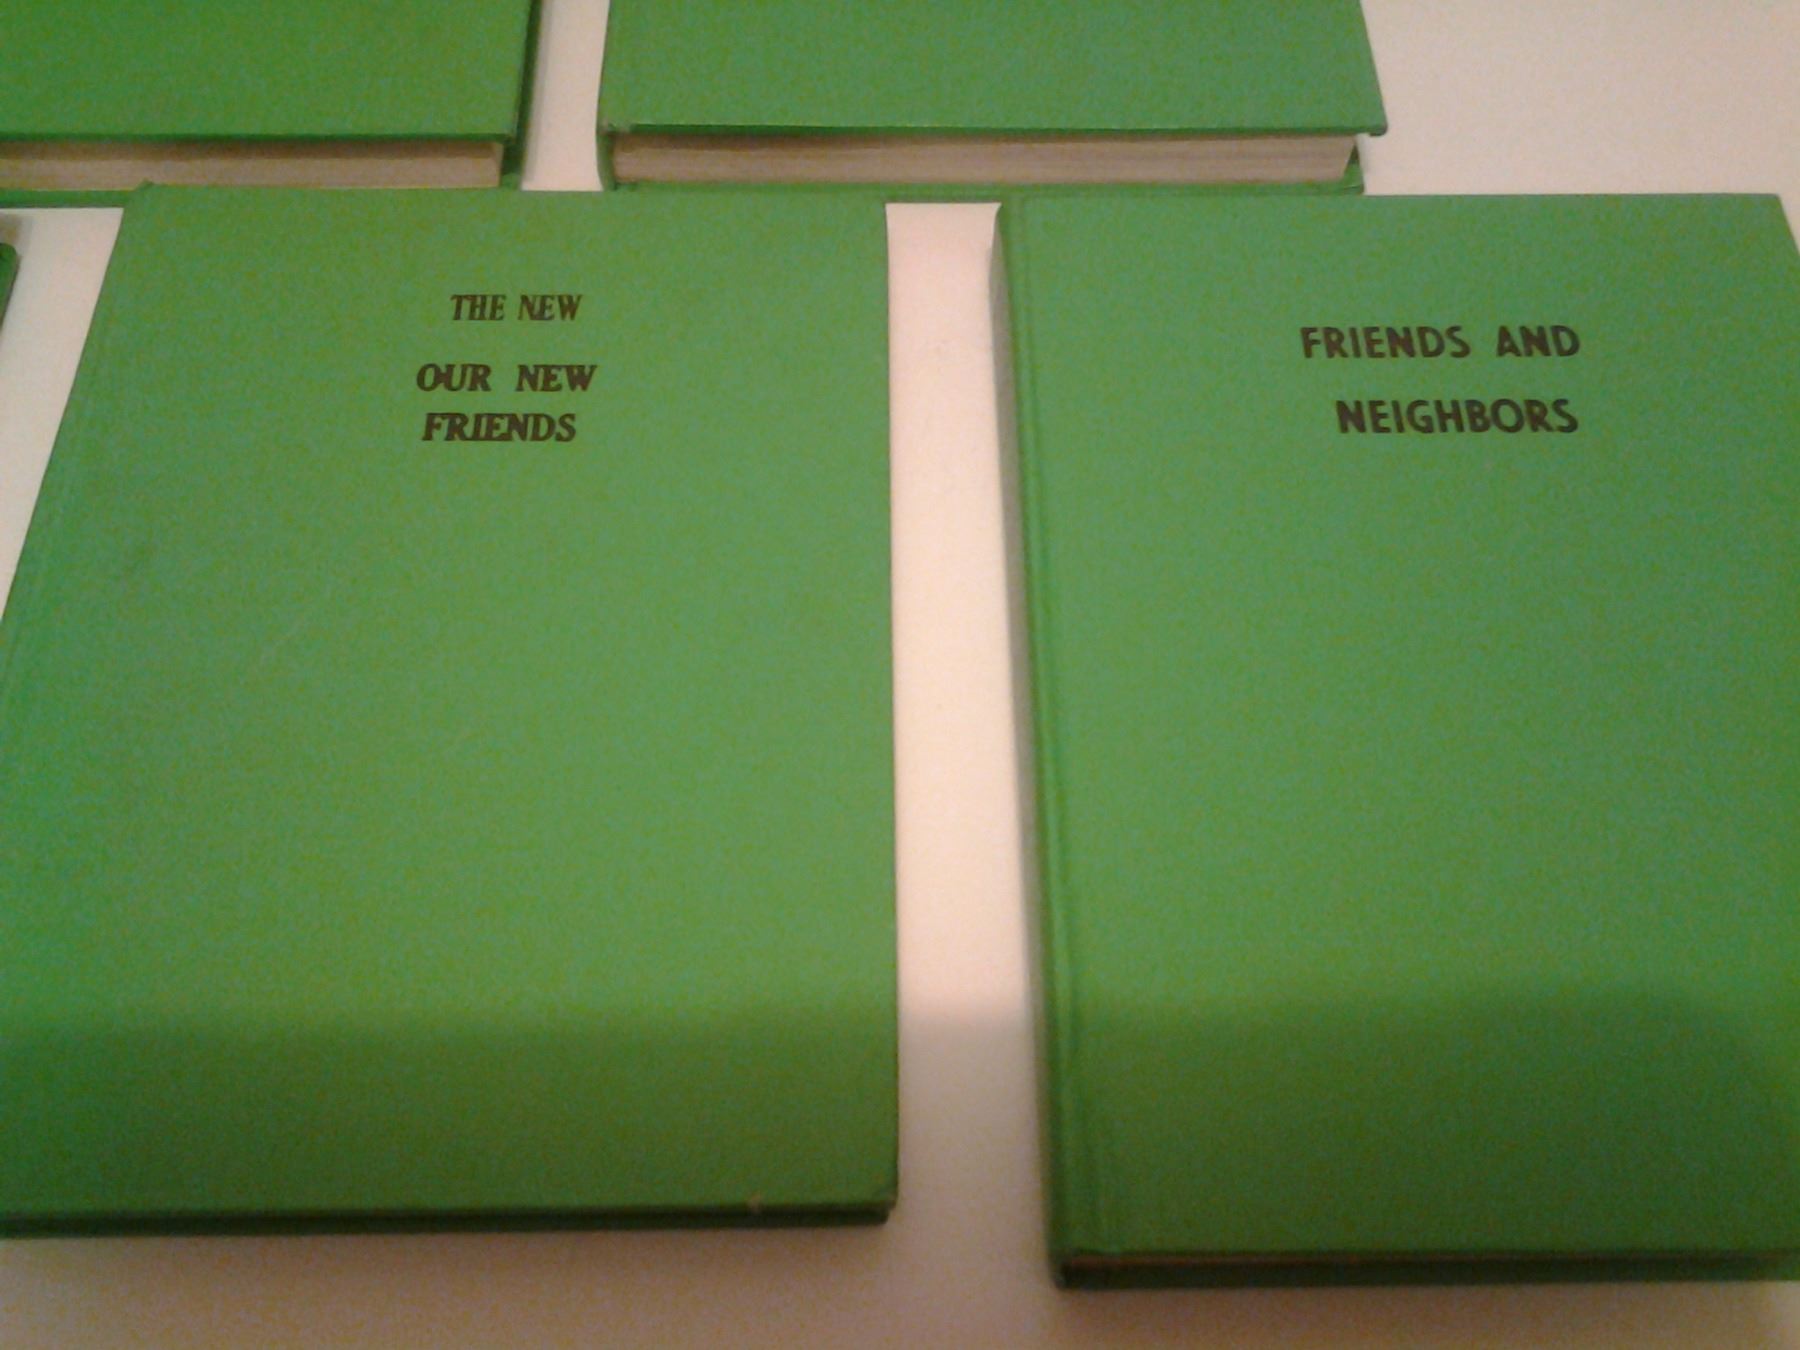 THE NEW
OUR NEW
FRIENDS
FRIENDS AND
NEIGHBORS